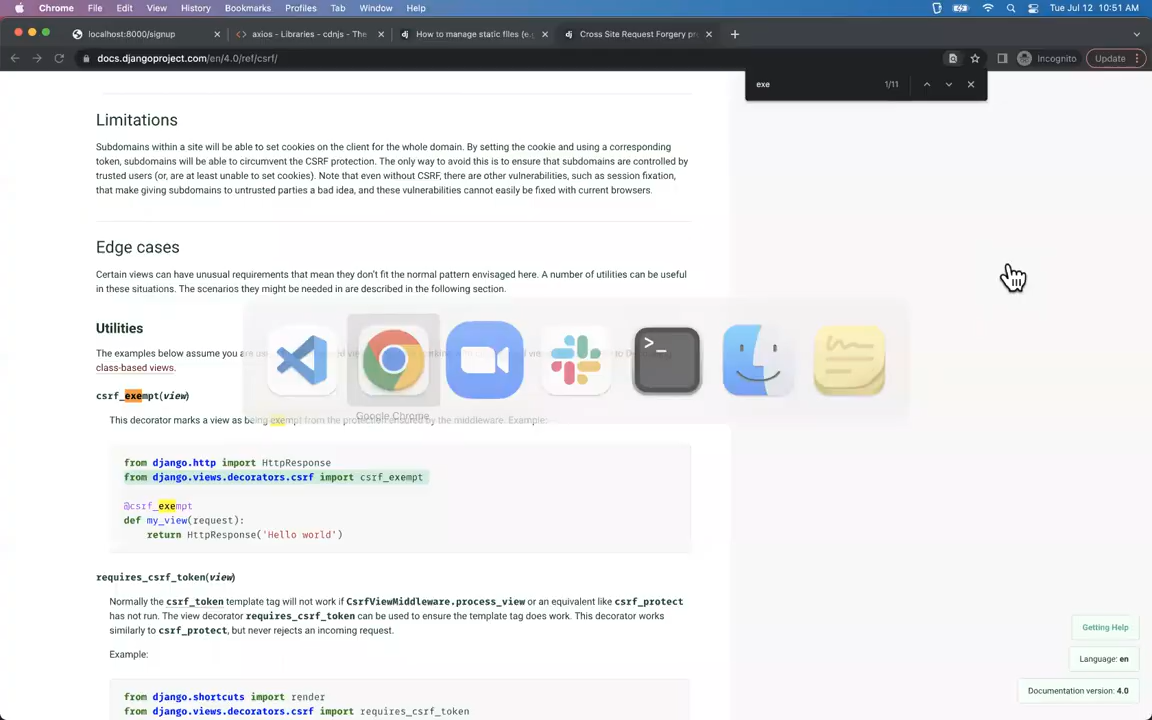 Chrome File Edit View History Bookmarks Profiles Tab Window Help Tue Jul 12 10:51 AM
localhost:8000/signup axios - Libraries - cdnjs - The How to manage static files (e.g. Cross Site Request Forgery pro
docs.djangoproject.com/en/4.0/ref/csrf/ Incognito Update
exe 1/11
Limitations
Subdomains within a site will be able to set cookies on the client for the whole domain. By setting the cookie and using a corresponding
token, subdomains will be able to circumvent the CSRF protection. The only way to avoid this is to ensure that subdomains are controlled by
trusted users (or, are at least unable to set cookies). Note that even without CSRF, there are other vulnerabilities, such as session fixation,
that make giving subdomains to untrusted parties a bad idea, and these vulnerabilities cannot easily be fixed with current browsers.
Edge cases
Certain views can have unusual requirements that mean they don't fit the normal pattern envisaged here. A number of utilities can be useful
in these situations. The scenarios they might be needed in are described in the following section.
Utilities
The examples below assume you are
class-based views.
csrf_exempt(view)
Google Chrome
This decorator marks a view as being exempt from the protection ensured by the middleware. Example:
from django.http import HttpResponse
from django.views.decorators.csrf import csrf_exempt
@csrf_exempt
def my_view(request):
return HttpResponse('Hello world')
requires_csrf_token(view)
Normally the csrf_token template tag will not work if CsrfViewMiddleware.process_view or an equivalent like csrf_protect
has not run. The view decorator requires_csrf_token can be used to ensure the template tag does work. This decorator works
similarly to csrf_protect, but never rejects an incoming request.
Example:
from django.shortcuts import render
from django.views.decorators.csrf import requires_csrf_token
Getting Help
Language: en
Documentation version: 4.0